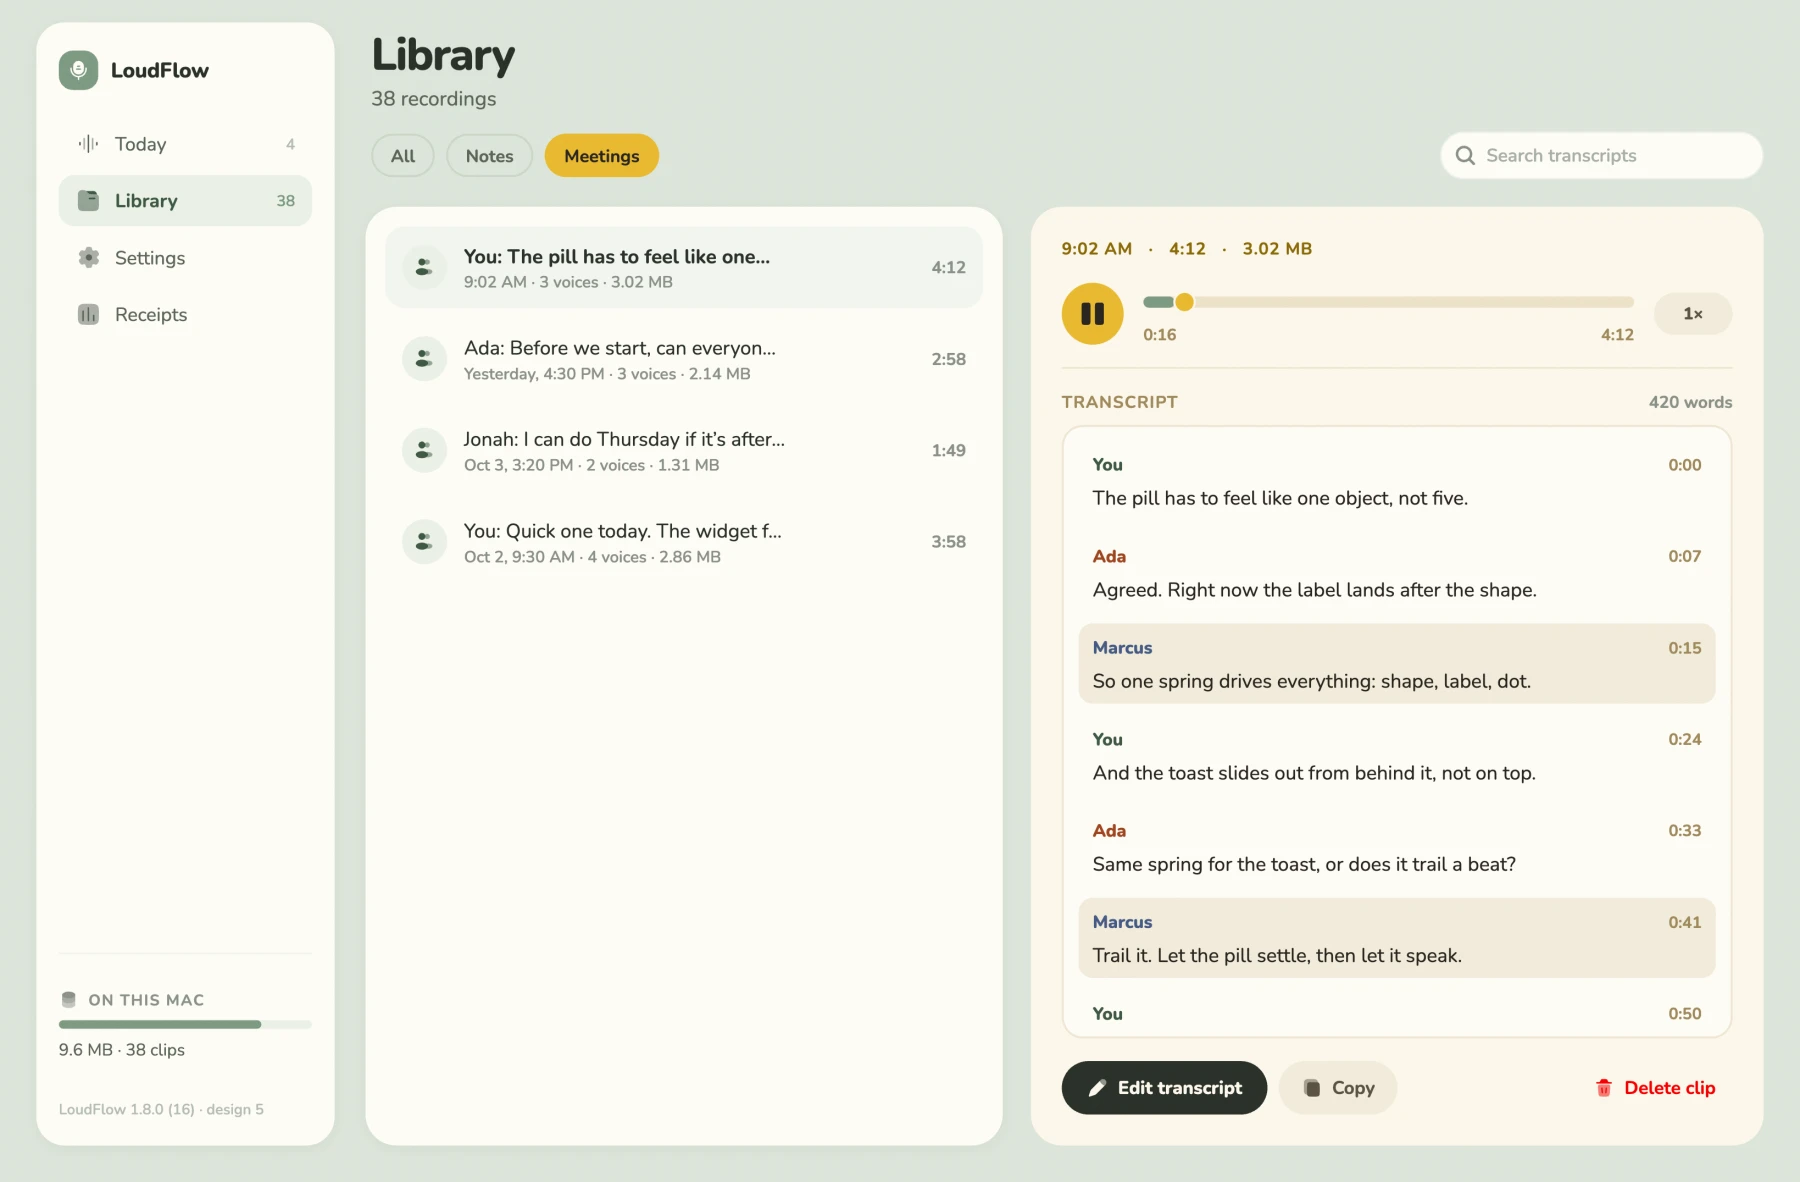 LoudFlow
Today 4
Library 38
Settings
Receipts
ON THIS MAC
9.6 MB · 38 clips
LoudFlow 1.8.0 (16) · design 5
Library
38 recordings
All
Notes
Meetings
Search transcripts
You: The pill has to feel like one...
9:02 AM · 3 voices · 3.02 MB
4:12
Ada: Before we start, can everyon...
Yesterday, 4:30 PM · 3 voices · 2.14 MB
2:58
Jonah: I can do Thursday if it’s after...
Oct 3, 3:20 PM · 2 voices · 1.31 MB
1:49
You: Quick one today. The widget f...
Oct 2, 9:30 AM · 4 voices · 2.86 MB
3:58
9:02 AM · 4:12 · 3.02 MB
0:16
4:12
1×
TRANSCRIPT
420 words
You 0:00
The pill has to feel like one object, not five.
Ada 0:07
Agreed. Right now the label lands after the shape.
Marcus 0:15
So one spring drives everything: shape, label, dot.
You 0:24
And the toast slides out from behind it, not on top.
Ada 0:33
Same spring for the toast, or does it trail a beat?
Marcus 0:41
Trail it. Let the pill settle, then let it speak.
You 0:50
Edit transcript
Copy
Delete clip